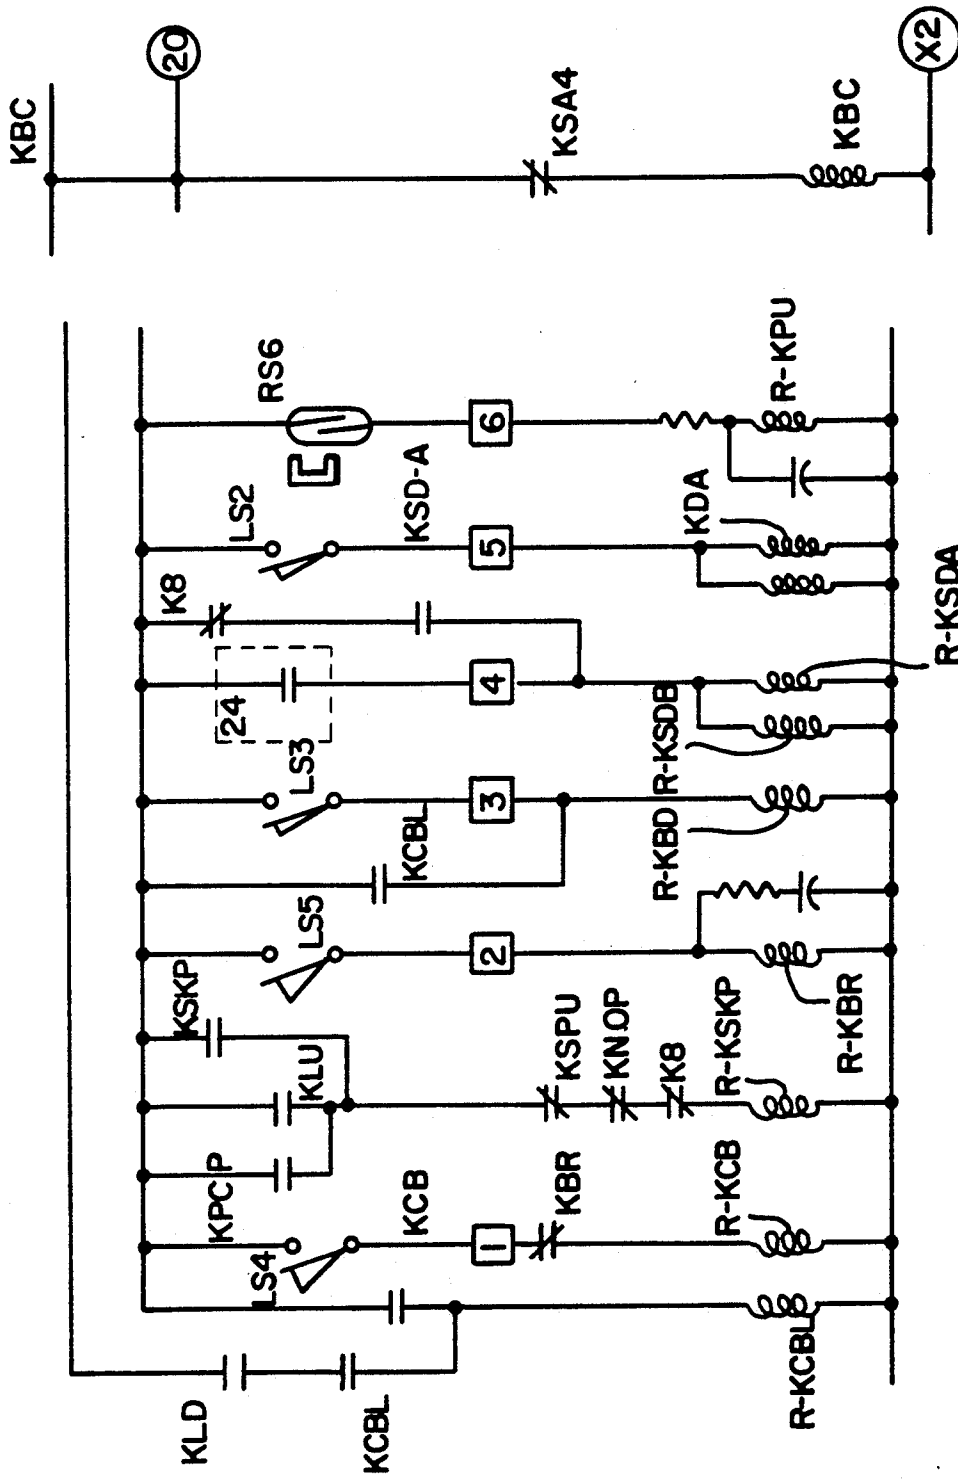 KBC
20
KSKP
K8
KLD
KPCP
24
LS2
LS4
RS6
KLU
LS5
LS3
KCBL
KCB
KCBL
KSD-A
1
2
3
4
5
6
KBR
KSPU
KSA4
KN.OP
K8
R-KBD
R-KSDB
KDA
R-KCB
R-KSKP
R-KPU
R-KCBL
R-KBR
KBC
X2
R-KSDA